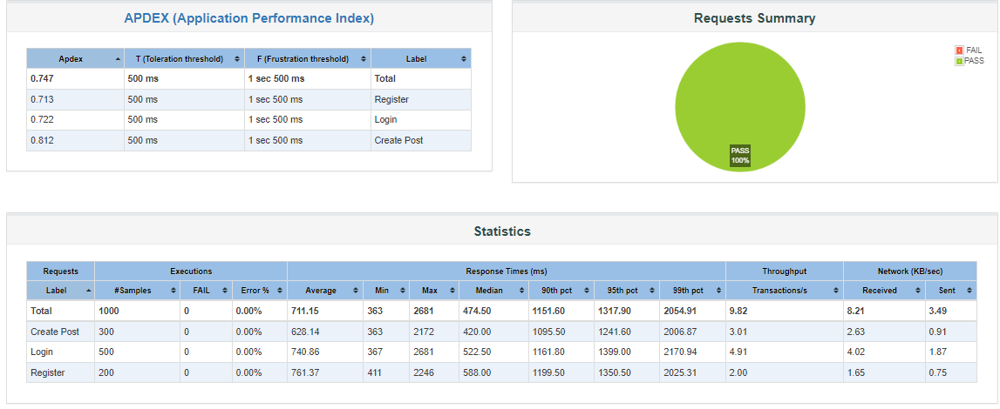 APDEX (Application Performance Index)
Apdex T (Toleration threshold) F (Frustration threshold) Label
0.747 500 ms 1 sec 500 ms Total
0.713 500 ms 1 sec 500 ms Register
0.722 500 ms 1 sec 500 ms Login
0.812 500 ms 1 sec 500 ms Create Post
Requests Summary
FAIL
PASS
PASS
100%
Statistics
Requests Executions Response Times (ms) Throughput Network (KB/sec)
Label #Samples FAIL Error % Average Min Max Median 90th pct 95th pct 99th pct Transactions/s Received Sent
Total 1000 0 0.00% 711.15 363 2681 474.50 1151.60 1317.90 2054.91 9.82 8.21 3.49
Create Post 300 0 0.00% 628.14 363 2172 420.00 1095.50 1241.60 2006.87 3.01 2.63 0.91
Login 500 0 0.00% 740.86 367 2681 522.50 1161.80 1399.00 2170.94 4.91 4.02 1.87
Register 200 0 0.00% 761.37 411 2246 588.00 1199.50 1350.50 2025.31 2.00 1.65 0.75